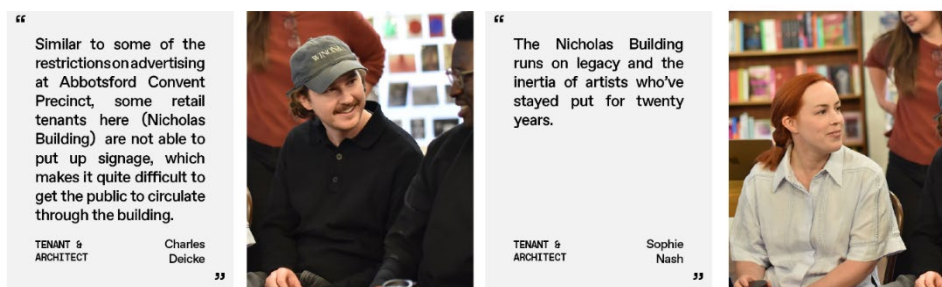 “
Similar to some of the
restrictions on advertising
at Abbotsford Convent
Precinct, some retail
tenants here (Nicholas
Building) are not able to
put up signage, which
makes it quite difficult to
get the public to circulate
through the building.
TENANT &
ARCHITECT
Charles
Deicke
”
“
The Nicholas Building
runs on legacy and the
inertia of artists who’ve
stayed put for twenty
years.
TENANT &
ARCHITECT
Sophie
Nash
”